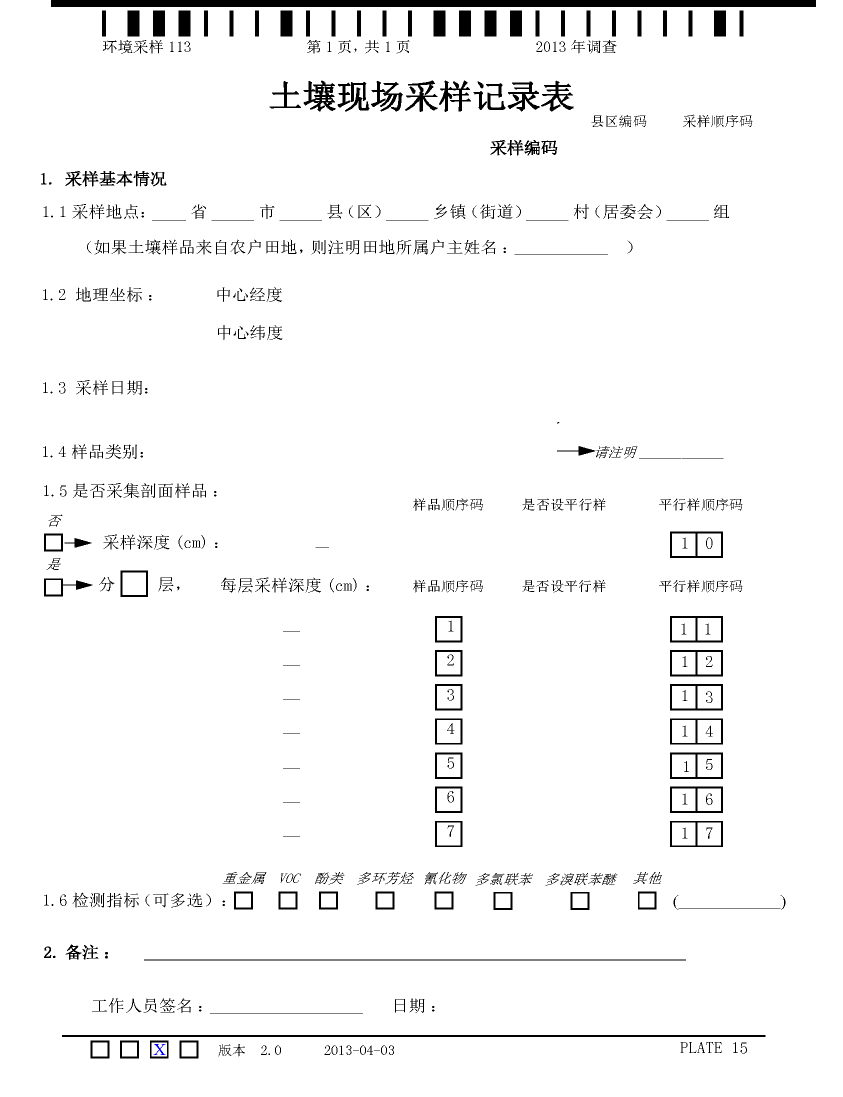 环境采样 113 第 1 页, 共 1 页 2013 年调查
土壤现场采样记录表
县区编码 采样顺序码
采样编码
1. 采样基本情况
1.1 采样地点：____ 省 _____ 市 _____ 县（区）_____ 乡镇（街道）_____ 村（居委会）_____ 组
（如果土壤样品来自农户田地, 则注明田地所属户主姓名：___________ ）
1.2 地理坐标： 中心经度
中心纬度
1.3 采样日期：
1.4 样品类别： 请注明 __________
1.5 是否采集剖面样品：
样品顺序码 是否设平行样 平行样顺序码
否
采样深度 (cm)： — 1 0
是
分 层， 每层采样深度 (cm)： 样品顺序码 是否设平行样 平行样顺序码
— 1 1 1
— 2 1 2
— 3 1 3
— 4 1 4
— 5 1 5
— 6 1 6
— 7 1 7
重金属 VOC 酚类 多环芳烃 氰化物 多氯联苯 多溴联苯醚 其他
1.6 检测指标（可多选）： (____________)
2. 备注：
工作人员签名：__________________ 日期：
X 版本 2.0 2013-04-03 PLATE 15